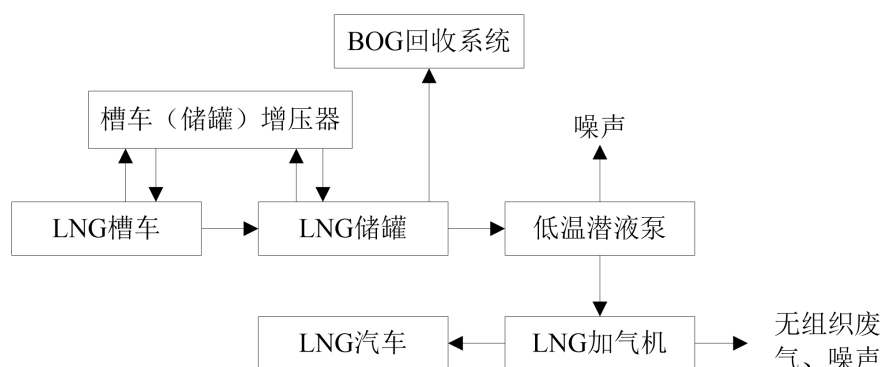 BOG回收系统
槽车（储罐）增压器
噪声
LNG槽车
LNG储罐
低温潜液泵
LNG汽车
LNG加气机
无组织废
气、噪声